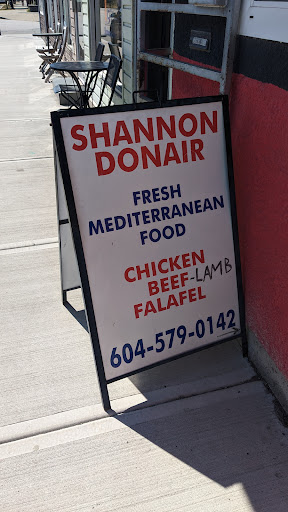 SHANNON
DONAIR
FRESH
MEDITERRANEAN
FOOD
CHICKEN
BEEF-LAMB
FALAFEL
604-579-0142